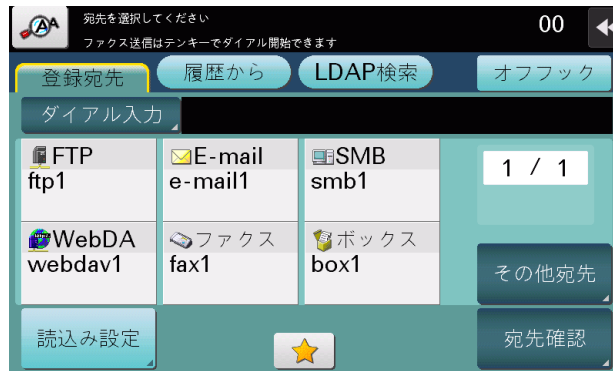 宛先を選択してください
ファクス送信はテンキーでダイアル開始できます
00
登録宛先
履歴から
LDAP検索
オフフック
ダイアル入力
FTP
ftp1
E-mail
e-mail1
SMB
smb1
1 / 1
WebDA
webdav1
ファクス
fax1
ボックス
box1
その他宛先
読込み設定
宛先確認